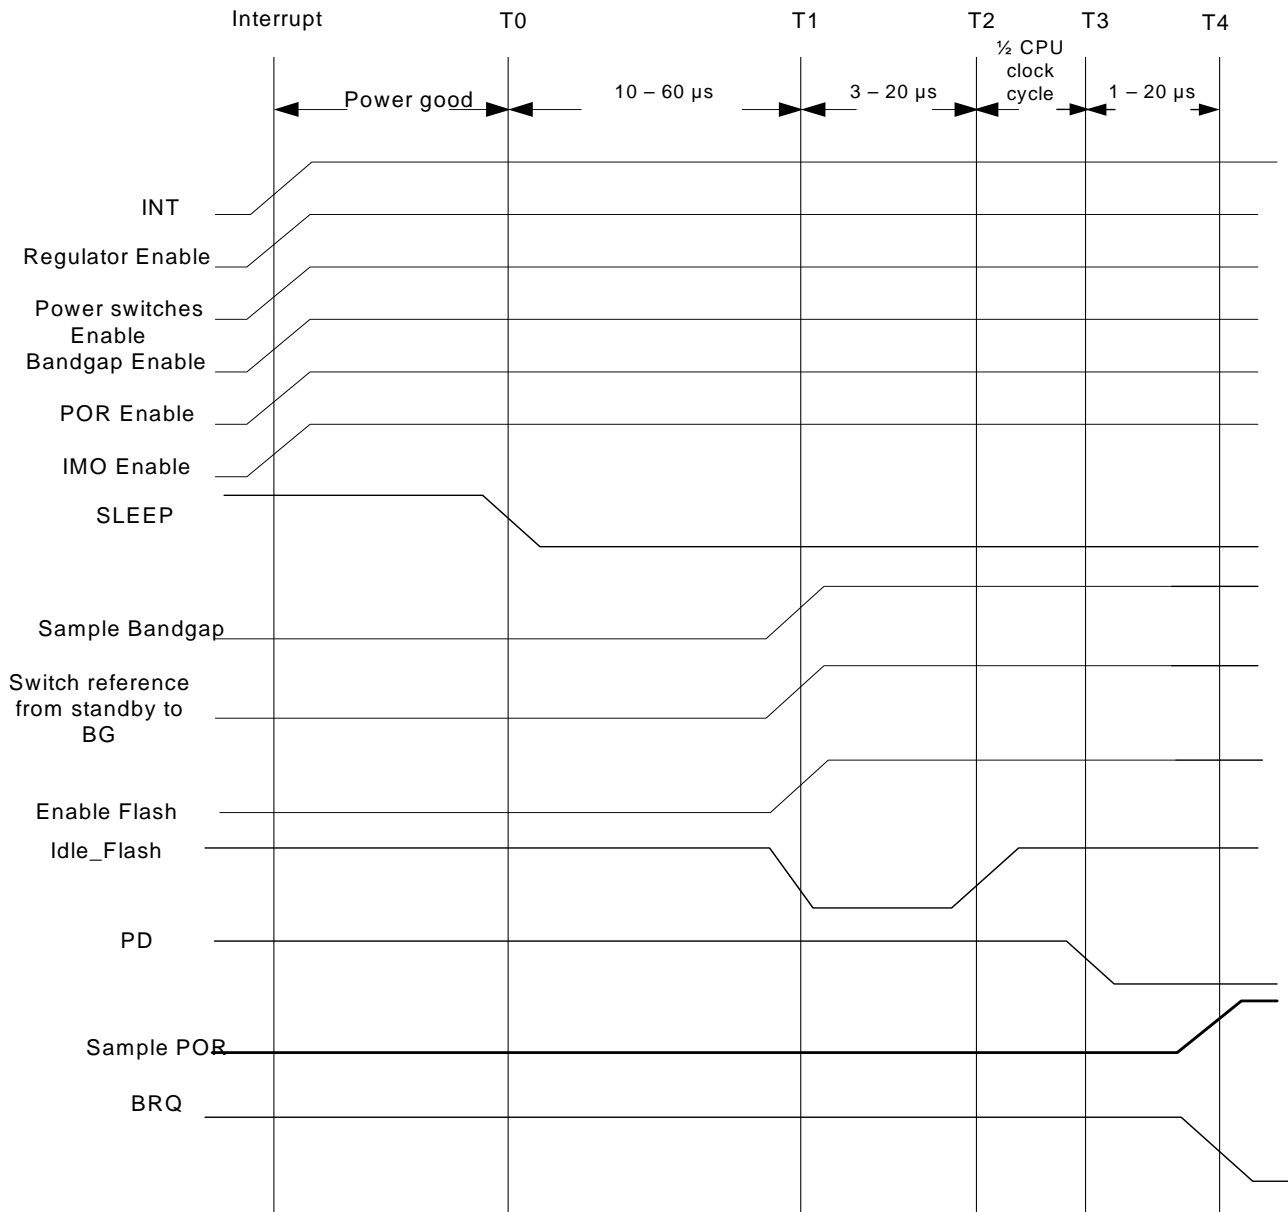 Interrupt T0 T1 T2 T3 T4
½ CPU
clock
cycle
Power good 10 – 60 µs 3 – 20 µs 1 – 20 µs
INT
Regulator Enable
Power switches
Enable
Bandgap Enable
POR Enable
IMO Enable
SLEEP
Sample Bandgap
Switch reference
from standby to
BG
Enable Flash
Idle_Flash
PD
Sample POR
BRQ